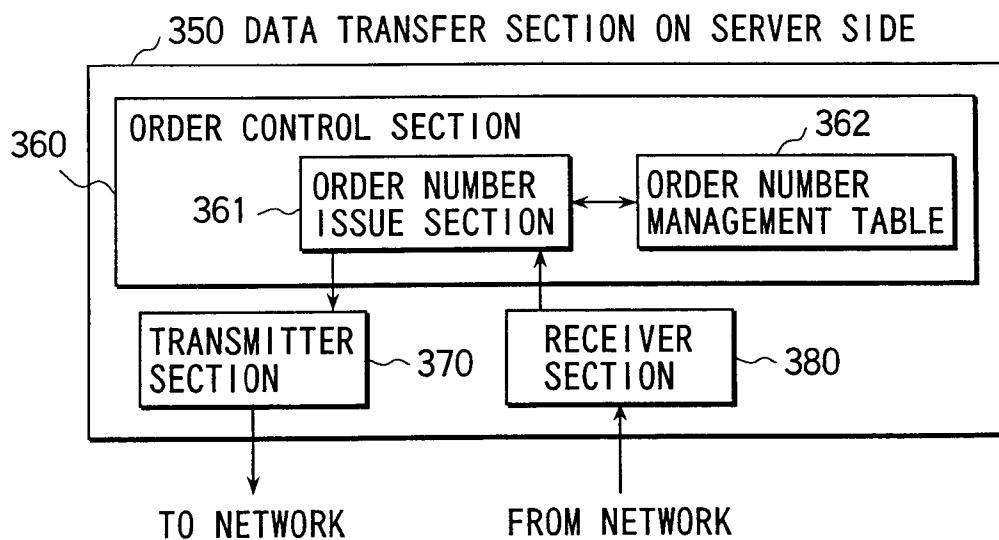 350 DATA TRANSFER SECTION ON SERVER SIDE
ORDER CONTROL SECTION
360
362
361
ORDER NUMBER
ISSUE SECTION
ORDER NUMBER
MANAGEMENT TABLE
TRANSMITTER
SECTION
370
RECEIVER
SECTION
380
TO NETWORK
FROM NETWORK